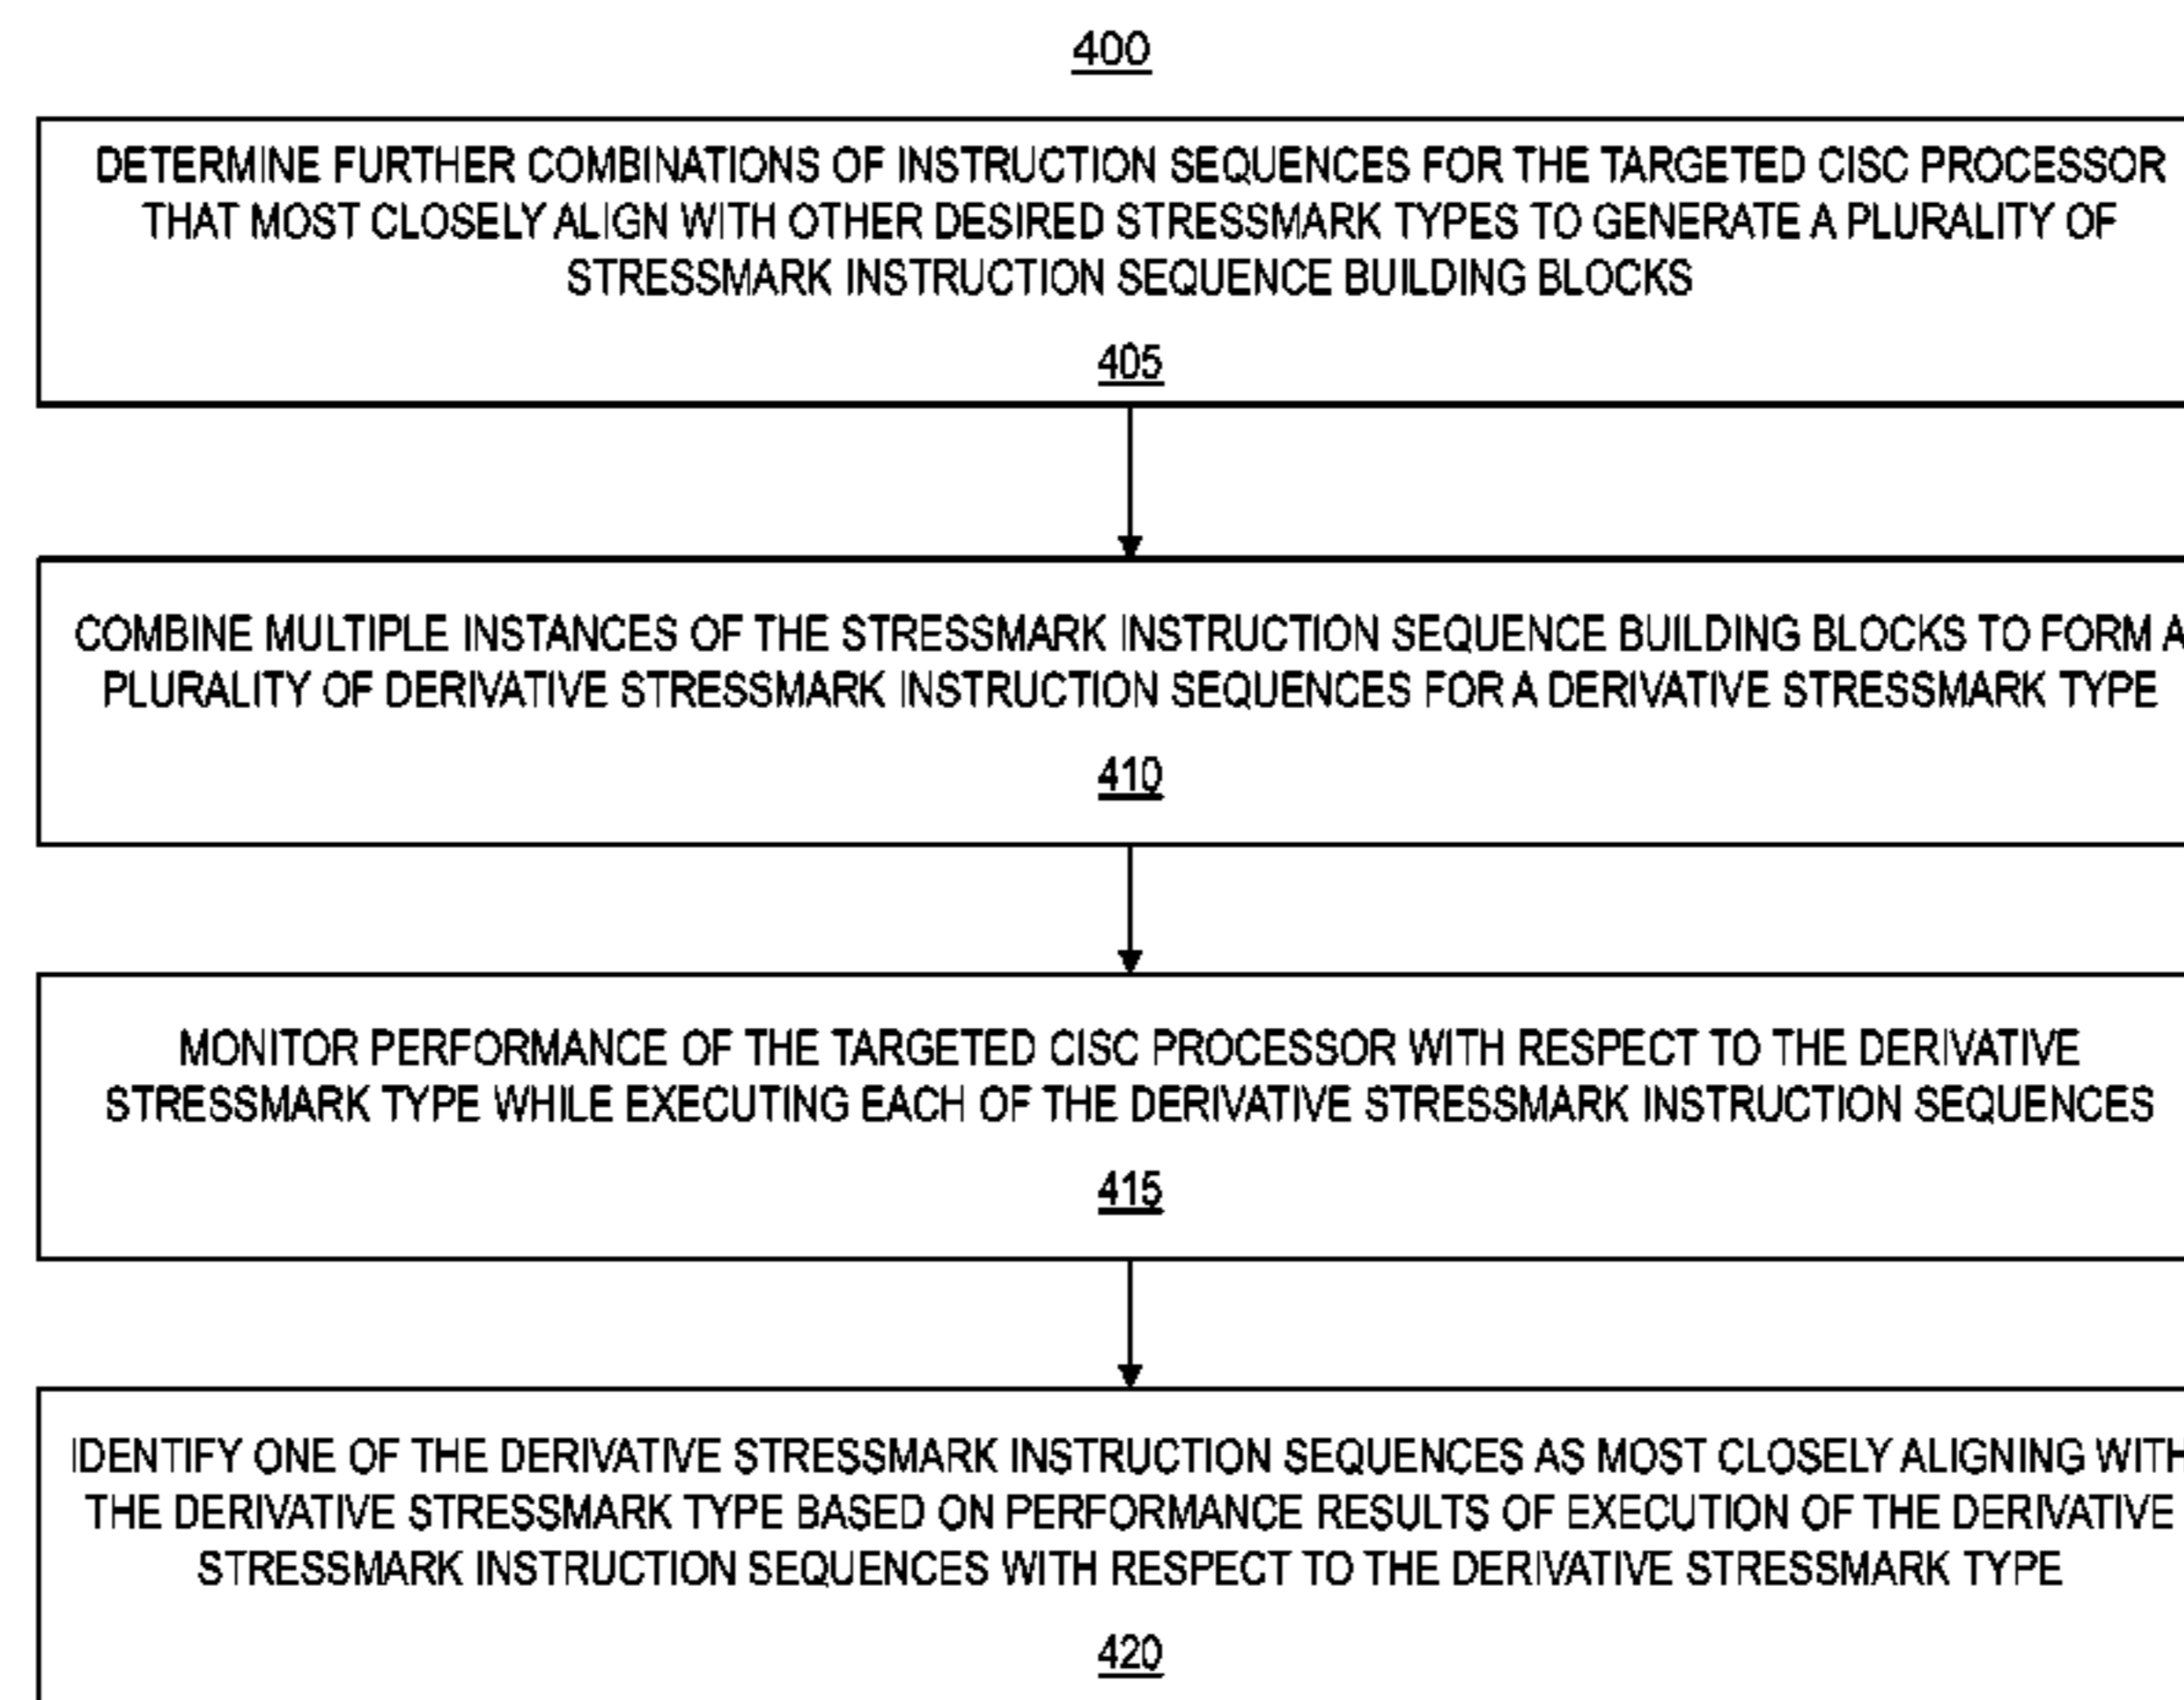 400
DETERMINE FURTHER COMBINATIONS OF INSTRUCTION SEQUENCES FOR THE TARGETED CISC PROCESSOR
THAT MOST CLOSELY ALIGN WITH OTHER DESIRED STRESSMARK TYPES TO GENERATE A PLURALITY OF
STRESSMARK INSTRUCTION SEQUENCE BUILDING BLOCKS
405
COMBINE MULTIPLE INSTANCES OF THE STRESSMARK INSTRUCTION SEQUENCE BUILDING BLOCKS TO FORM A
PLURALITY OF DERIVATIVE STRESSMARK INSTRUCTION SEQUENCES FOR A DERIVATIVE STRESSMARK TYPE
410
MONITOR PERFORMANCE OF THE TARGETED CISC PROCESSOR WITH RESPECT TO THE DERIVATIVE
STRESSMARK TYPE WHILE EXECUTING EACH OF THE DERIVATIVE STRESSMARK INSTRUCTION SEQUENCES
415
IDENTIFY ONE OF THE DERIVATIVE STRESSMARK INSTRUCTION SEQUENCES AS MOST CLOSELY ALIGNING WITH
THE DERIVATIVE STRESSMARK TYPE BASED ON PERFORMANCE RESULTS OF EXECUTION OF THE DERIVATIVE
STRESSMARK INSTRUCTION SEQUENCES WITH RESPECT TO THE DERIVATIVE STRESSMARK TYPE
420